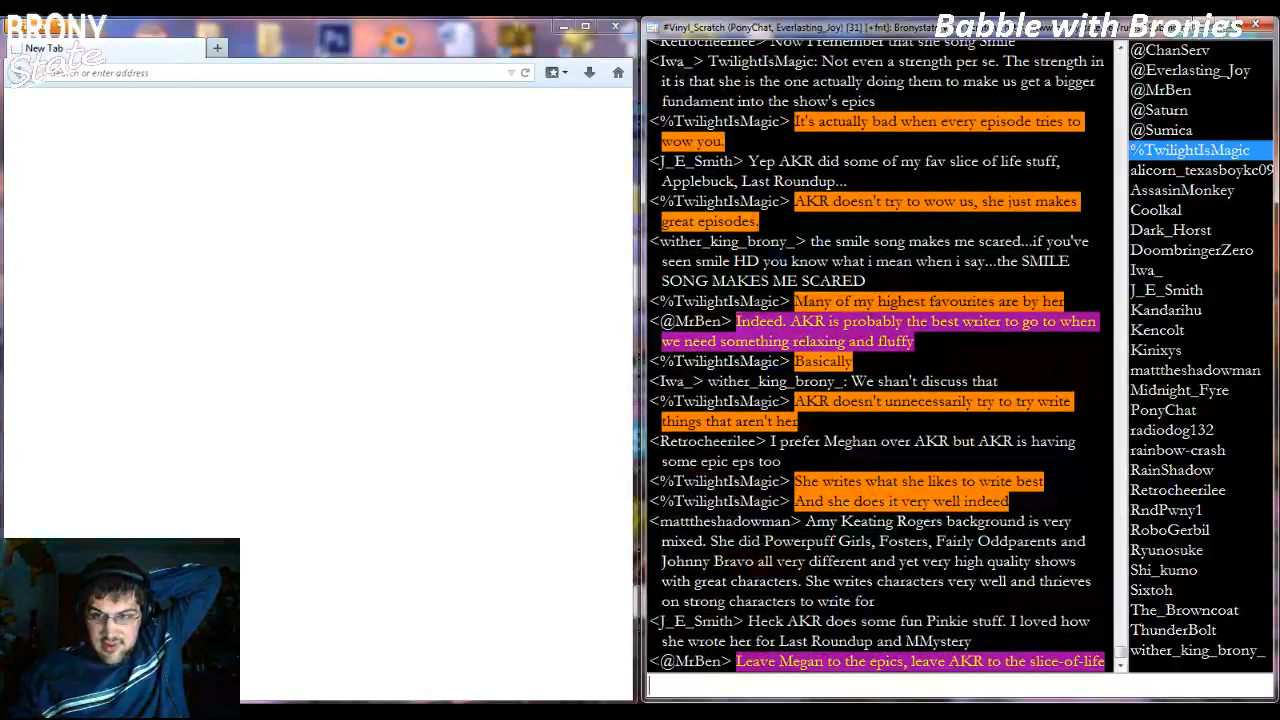 BRONY
State
New Tab
or enter address
#Vinyl_Scratch (PonyChat, Everlasting_Joy) [31] [+fnt]: Bronystate
Babble with Bronies
<Retrocheerilee> Now I remember that she song Smile
<Iwa_> TwilightIsMagic: Not even a strength per se. The strength in
it is that she is the one actually doing them to make us get a bigger
fundament into the show's epics
<%TwilightIsMagic> It's actually bad when every episode tries to
wow you.
<J_E_Smith> Yep AKR did some of my fav slice of life stuff,
Applebuck, Last Roundup...
<%TwilightIsMagic> AKR doesn't try to wow us, she just makes
great episodes.
<wither_king_brony_> the smile song makes me scared...if you've
seen smile HD you know what i mean when i say...the SMILE
SONG MAKES ME SCARED
<%TwilightIsMagic> Many of my highest favourites are by her
<@MrBen> Indeed. AKR is probably the best writer to go to when
we need something relaxing and fluffy
<%TwilightIsMagic> Basically
<Iwa_> wither_king_brony_: We shan't discuss that
<%TwilightIsMagic> AKR doesn't unnecessarily try to try write
things that aren't her
<Retrocheerilee> I prefer Meghan over AKR but AKR is having
some epic eps too
<%TwilightIsMagic> She writes what she likes to write best
<%TwilightIsMagic> And she does it very well indeed
<matttheshadowman> Amy Keating Rogers background is very
mixed. She did Powerpuff Girls, Fosters, Fairly Oddparents and
Johnny Bravo all very different and yet very high quality shows
with great characters. She writes characters very well and thrieves
on strong characters to write for
<J_E_Smith> Heck AKR does some fun Pinkie stuff. I loved how
she wrote her for Last Roundup and MMystery
<@MrBen> Leave Megan to the epics, leave AKR to the slice-of-life
@ChanServ
@Everlasting_Joy
@MrBen
@Saturn
@Sumica
%TwilightIsMagic
alicorn_texasboykc09
AssasinMonkey
Coolkal
Dark_Horst
DoombringerZero
Iwa_
J_E_Smith
Kandarihu
Kencolt
Kinixys
matttheshadowman
Midnight_Fyre
PonyChat
radiodog132
rainbow-crash
RainShadow
Retrocheerilee
RndPwny1
RoboGerbil
Ryunosuke
Shi_kumo
Sixtoh
The_Browncoat
ThunderBolt
wither_king_brony_